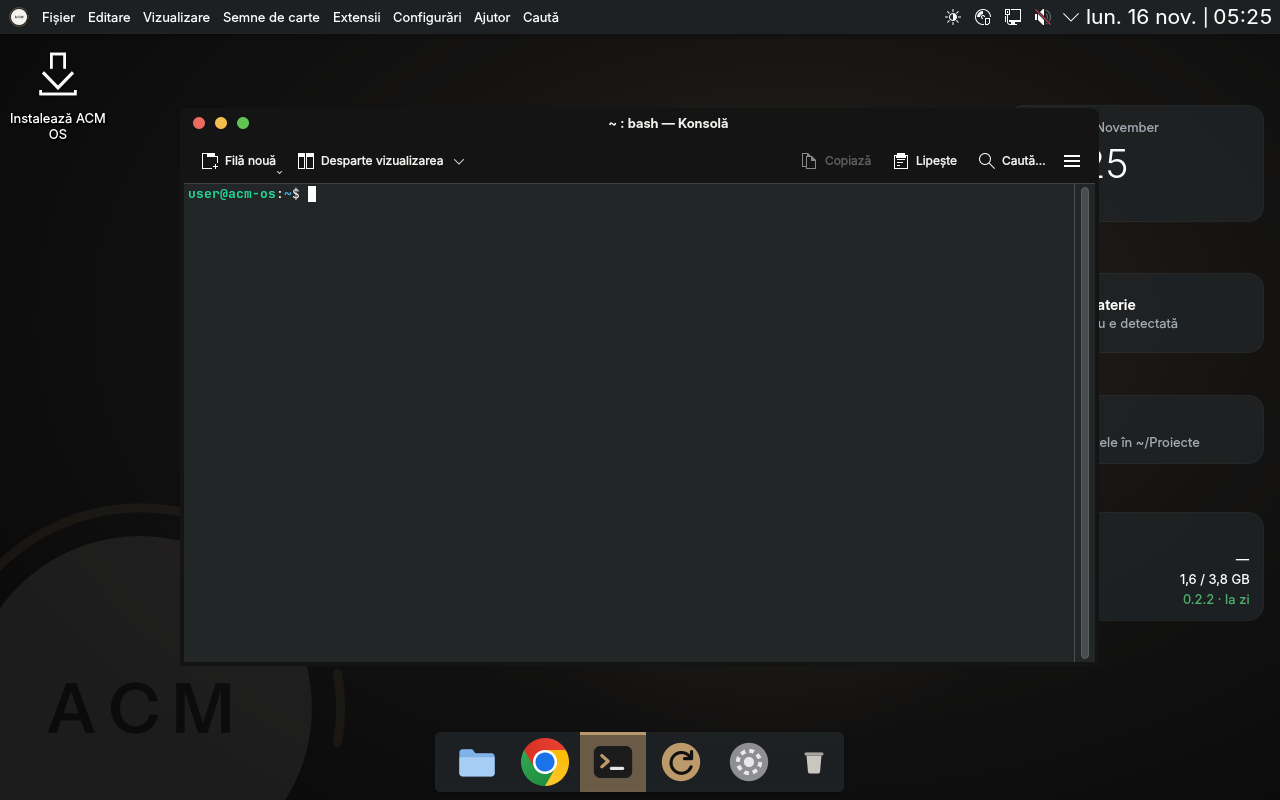 Fișier Editare Vizualizare Semne de carte Extensii Configurări Ajutor Caută
lun. 16 nov. | 05:25
Instalează ACM
OS
~ : bash — Konsolă
Filă nouă Desparte vizualizarea Copiază Lipește Caută...
user@acm-os:~$
November
25
aterie
u e detectată
ele în ~/Proiecte
—
1,6 / 3,8 GB
0.2.2 · la zi
ACM